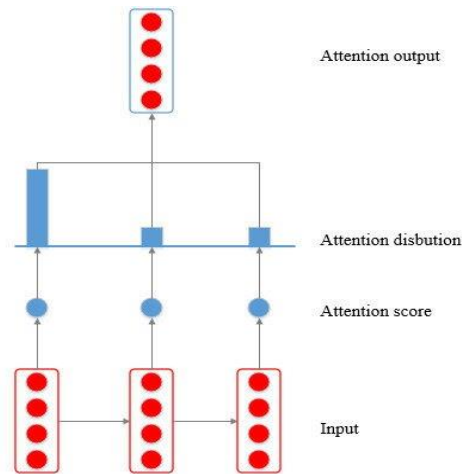 Attention output
Attention disbution
Attention score
Input